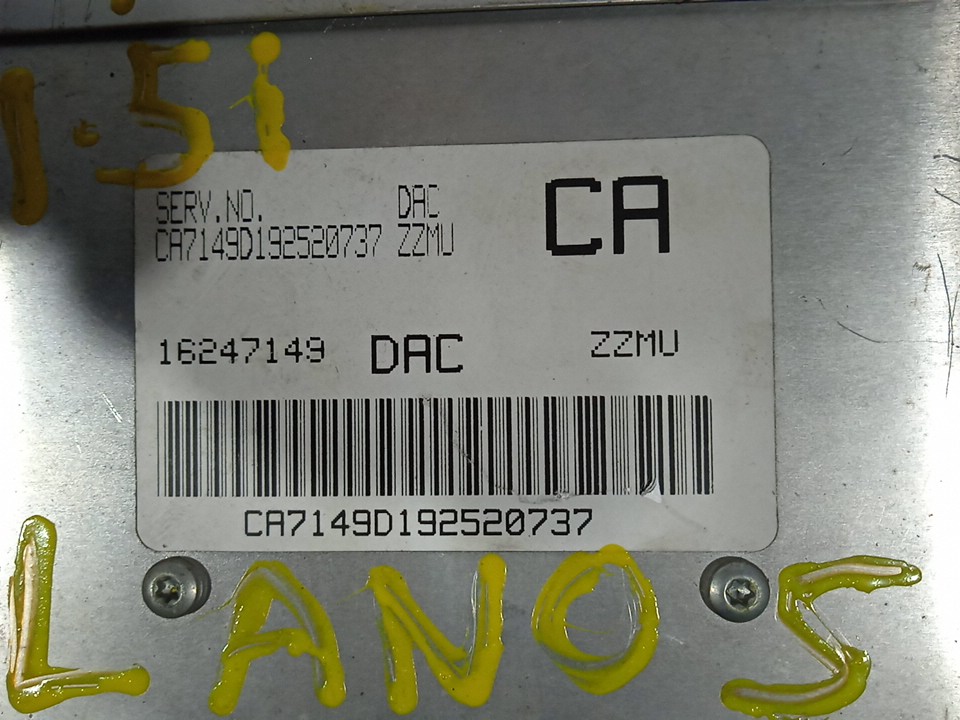 1.5i
SERV.NO. DAC CA
CA7149D192520737 ZZMU
16247149 DAC ZZMU
CA7149D192520737
LANOS